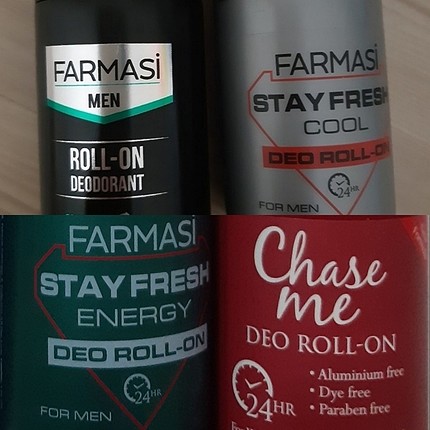 FARMASi
MEN
ROLL-ON
DEODORANT
FARMASi
STAY FRESH
COOL
DEO ROLL-ON
24HR
FOR MEN
FARMASi
STAY FRESH
ENERGY
DEO ROLL-ON
24HR
FOR MEN
Chase
me
DEO ROLL-ON
24HR
• Aluminium free
• Dye free
• Paraben free